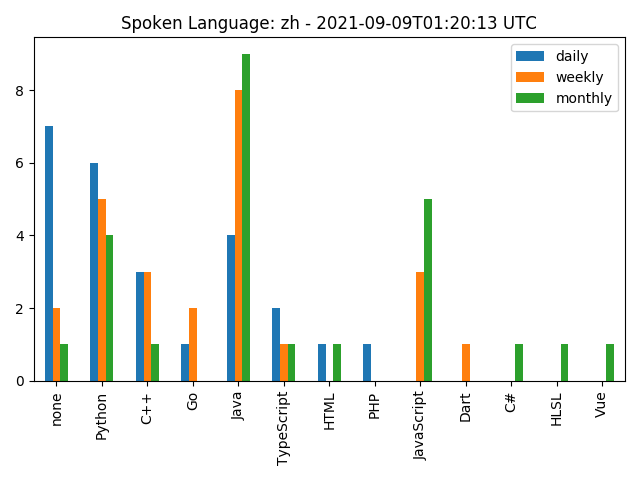 Spoken Language: zh - 2021-09-09T01:20:13 UTC
daily
weekly
monthly
8
6
4
2
0
none
Python
C++
Go
Java
TypeScript
HTML
PHP
JavaScript
Dart
C#
HLSL
Vue